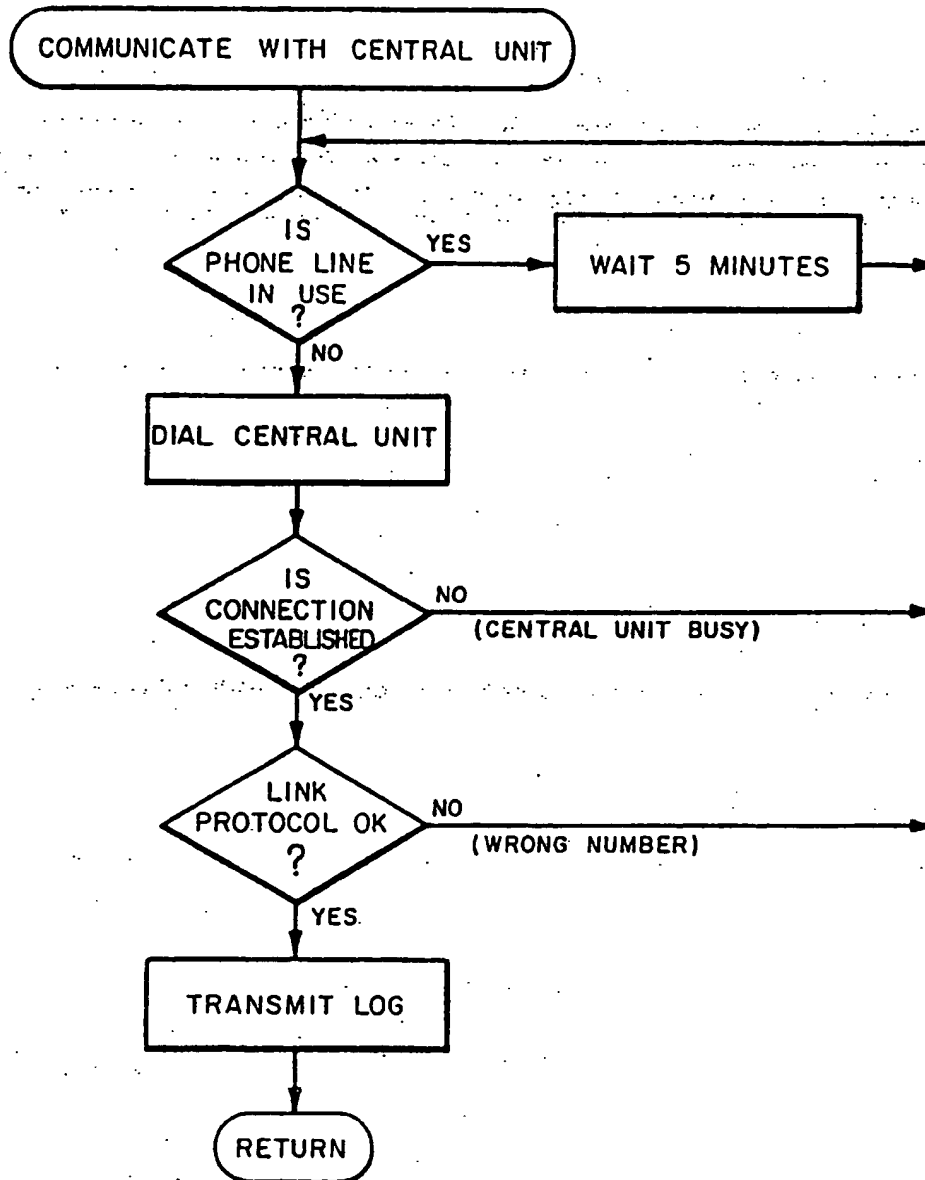 COMMUNICATE WITH CENTRAL UNIT
IS
PHONE LINE
IN USE
?
YES
WAIT 5 MINUTES
NO
DIAL CENTRAL UNIT
IS
CONNECTION
ESTABLISHED
?
NO
(CENTRAL UNIT BUSY)
YES
LINK
PROTOCOL OK
?
NO
(WRONG NUMBER)
YES
TRANSMIT LOG
RETURN